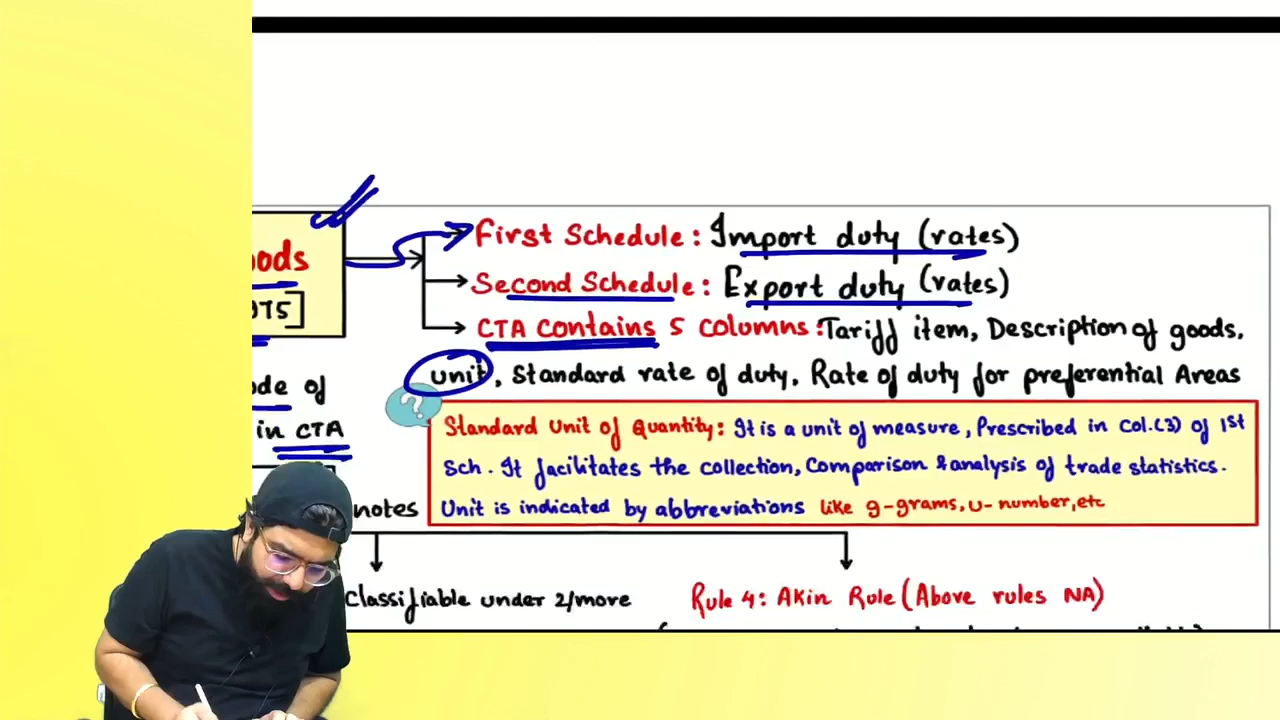 First Schedule: Import duty (rates)
oods
Second Schedule: Export duty (rates)
975]
CTA contains 5 columns: Tariff item, Description of goods,
unit, Standard rate of duty, Rate of duty for preferential Areas
ode of
?
Standard Unit of Quantity: It is a unit of measure, Prescribed in Col.(3) of 1st
in CTA
Sch. It facilitates the collection, Comparison & analysis of trade statistics.
notes
Unit is indicated by abbreviations like g-grams, u-number, etc
classifiable under 2/more
Rule 4: Akin Rule (Above rules NA)